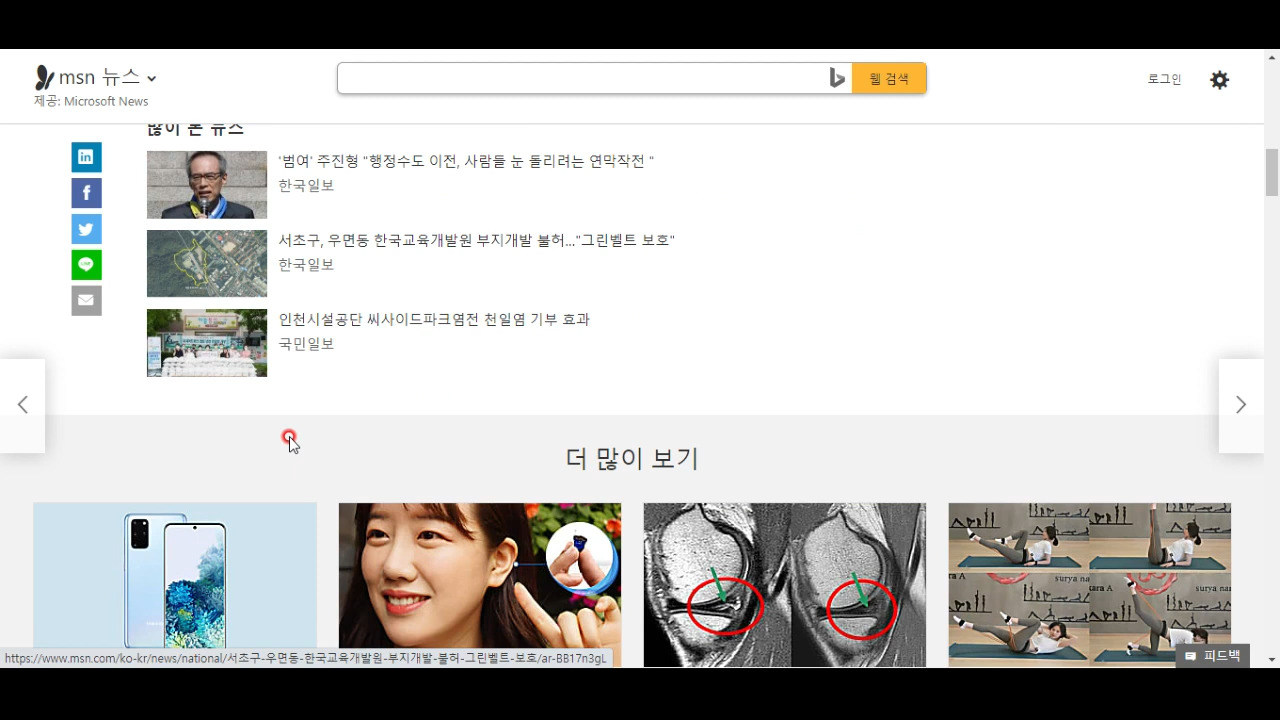 msn 뉴스
제공: Microsoft News
웹 검색
로그인
많이 본 뉴스
'범여' 주진형 "행정수도 이전, 사람들 눈 돌리려는 연막작전 "
한국일보
서초구, 우면동 한국교육개발원 부지개발 불허..."그린벨트 보호"
한국일보
인천시설공단 씨사이드파크염전 천일염 기부 효과
국민일보
더 많이 보기
https://www.msn.com/ko-kr/news/national/서초구-우면동-한국교육개발원-부지개발-불허-그린벨트-보호/ar-BB17n3gL
피드백